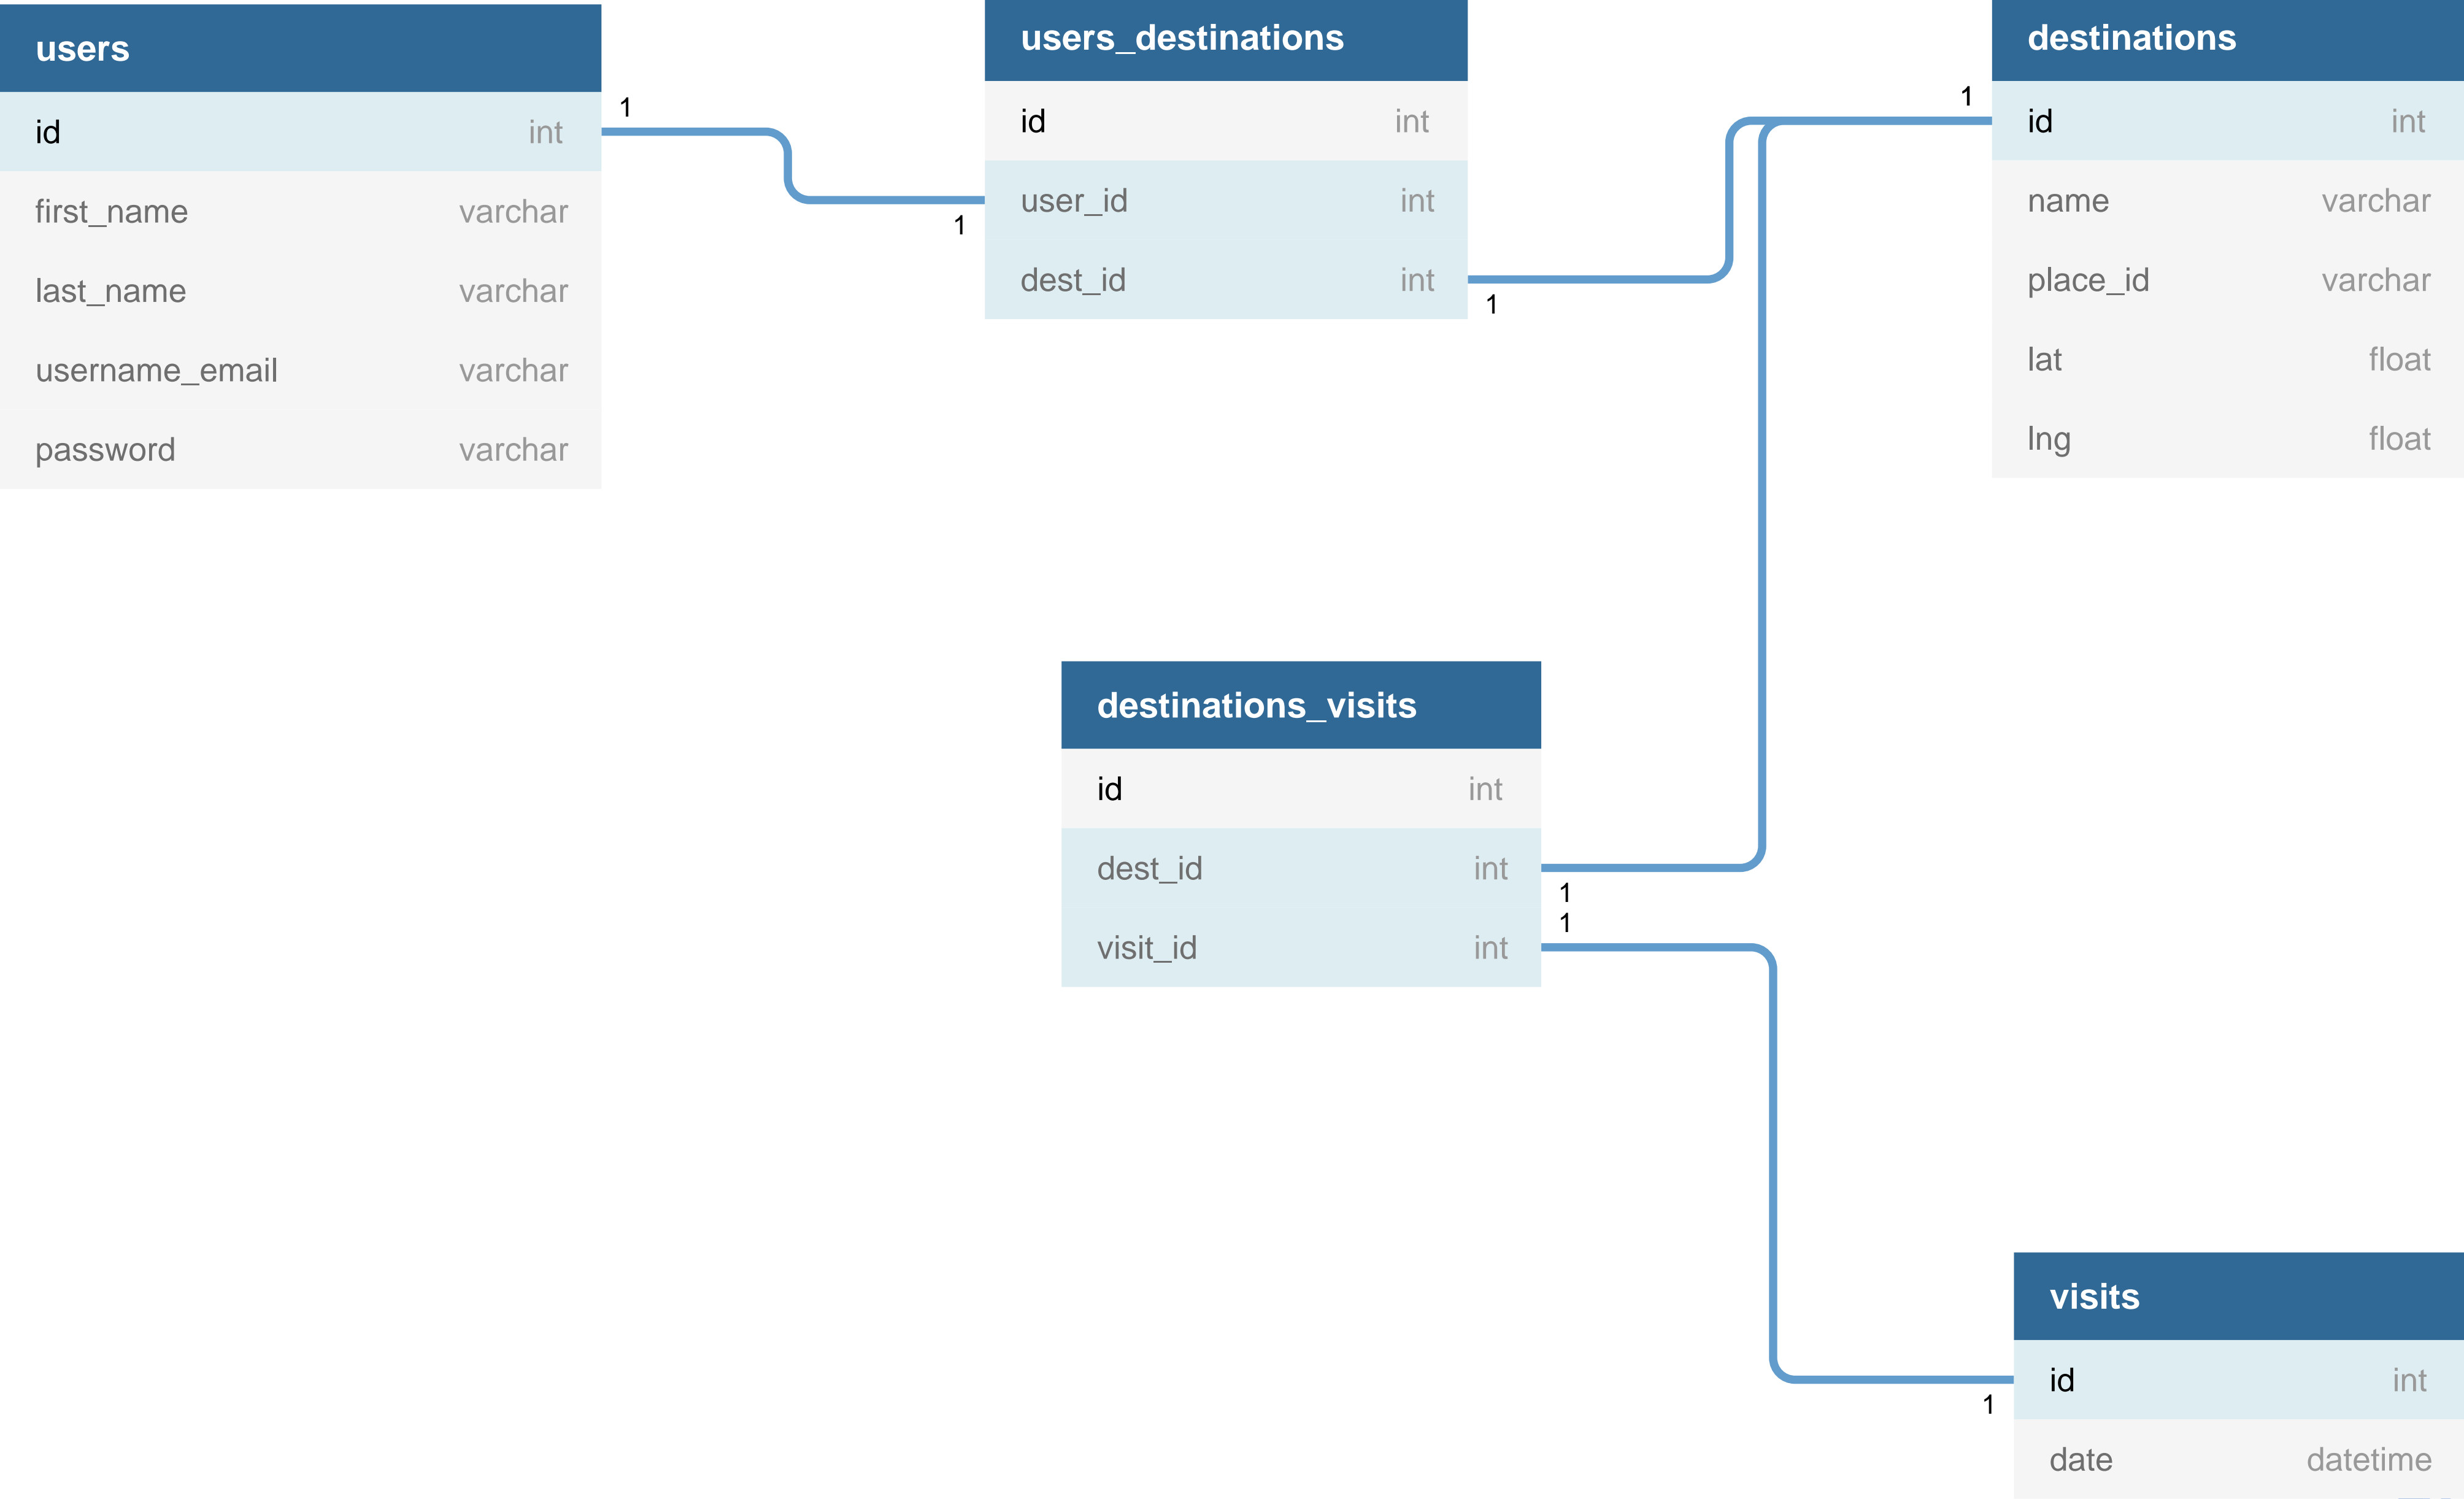 users
id int
first_name varchar
last_name varchar
username_email varchar
password varchar
1
1
users_destinations
id int
user_id int
dest_id int
1
1
destinations
id int
name varchar
place_id varchar
lat float
lng float
destinations_visits
id int
dest_id int
visit_id int
1
1
1
visits
id int
date datetime